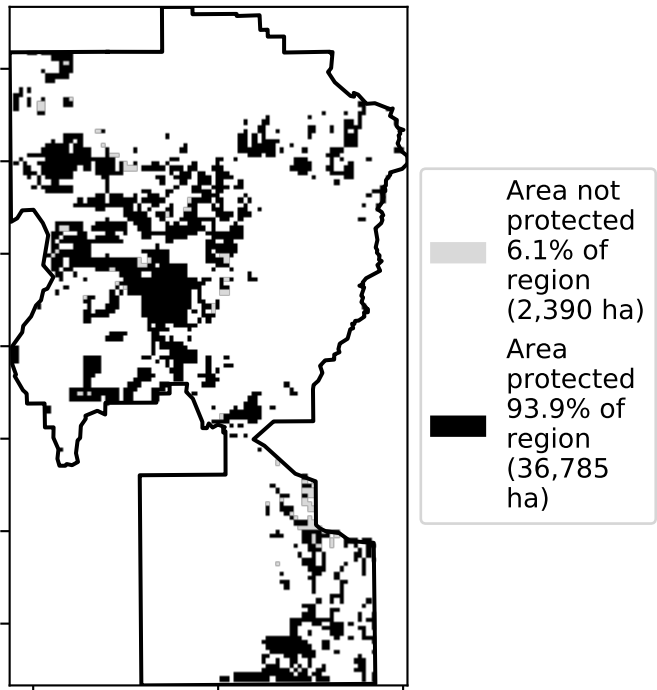 Area not
protected
6.1% of
region
(2,390 ha)
Area
protected
93.9% of
region
(36,785
ha)